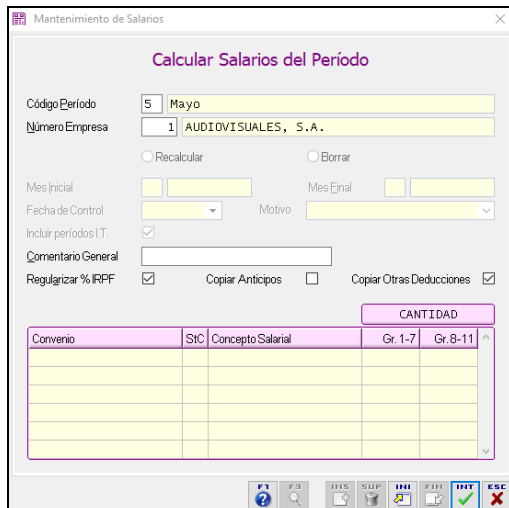 Mantenimiento de Salarios
Calcular Salarios del Período
Código Período 5 Mayo
Número Empresa 1 AUDIOVISUALES, S.A.
Recalcular Borrar
Mes Inicial Mes Final
Fecha de Control Motivo
Incluir períodos I.T.
Comentario General
Regularizar % IRPF Copiar Anticipos Copiar Otras Deducciones
CANTIDAD
Convenio StC Concepto Salarial Gr. 1-7 Gr. 8-11
F1 F3 INS SUP INI FIN INT ESC